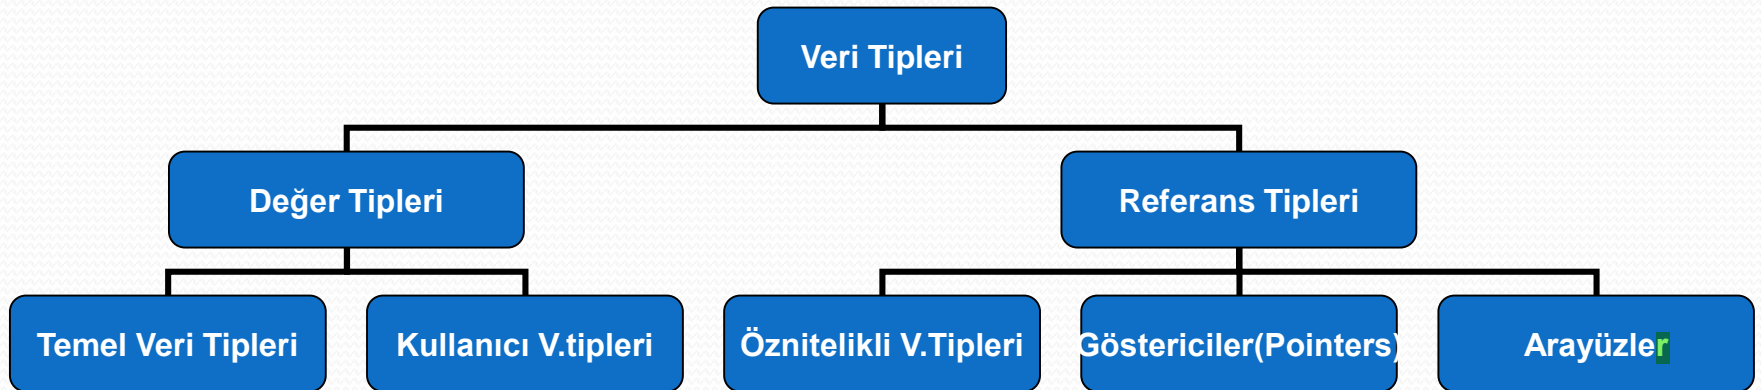 Veri Tipleri
Değer Tipleri
Referans Tipleri
Temel Veri Tipleri
Kullanıcı V.tipleri
Öznitelikli V.Tipleri
Göstericiler(Pointers)
Arayüzler